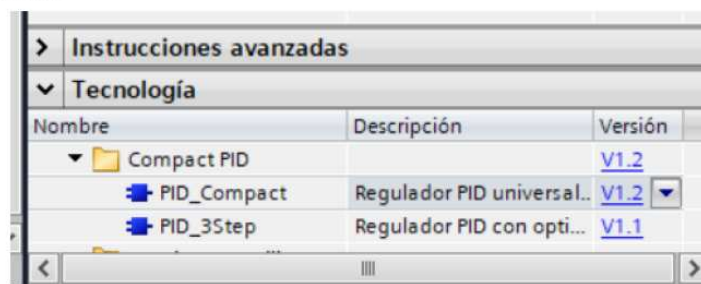 Instrucciones avanzadas
Tecnología
Nombre Descripción Versión
Compact PID V1.2
PID_Compact Regulador PID universal.. V1.2
PID_3Step Regulador PID con opti... V1.1